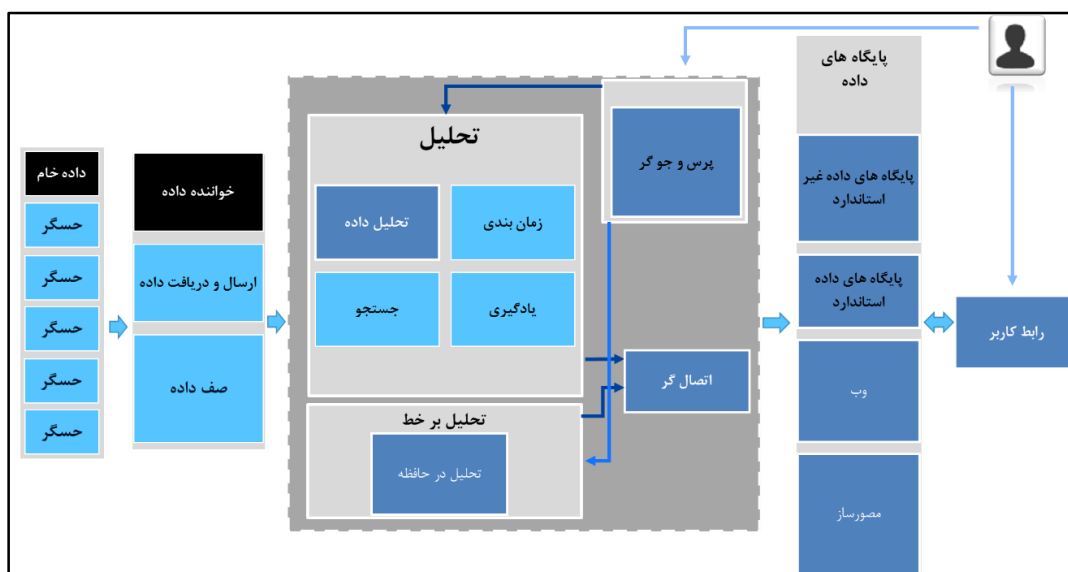 داده خام
حسگر
حسگر
حسگر
حسگر
حسگر
خواننده داده
ارسال و دریافت داده
صف داده
تحلیل
تحلیل داده
زمان بندی
جستجو
یادگیری
تحلیل بر خط
تحلیل در حافظه
پرس و جو گر
اتصال گر
پایگاه های
داده
پایگاه های داده غیر
استاندارد
پایگاه های داده
استاندارد
وب
مصورساز
رابط کاربر